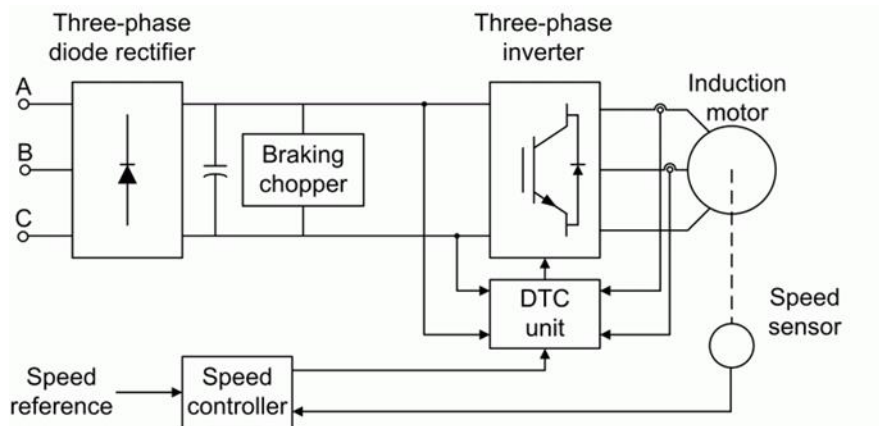 Three-phase
diode rectifier
Three-phase
inverter
Induction
motor
A
B
C
Braking
chopper
DTC
unit
Speed
sensor
Speed
reference
Speed
controller